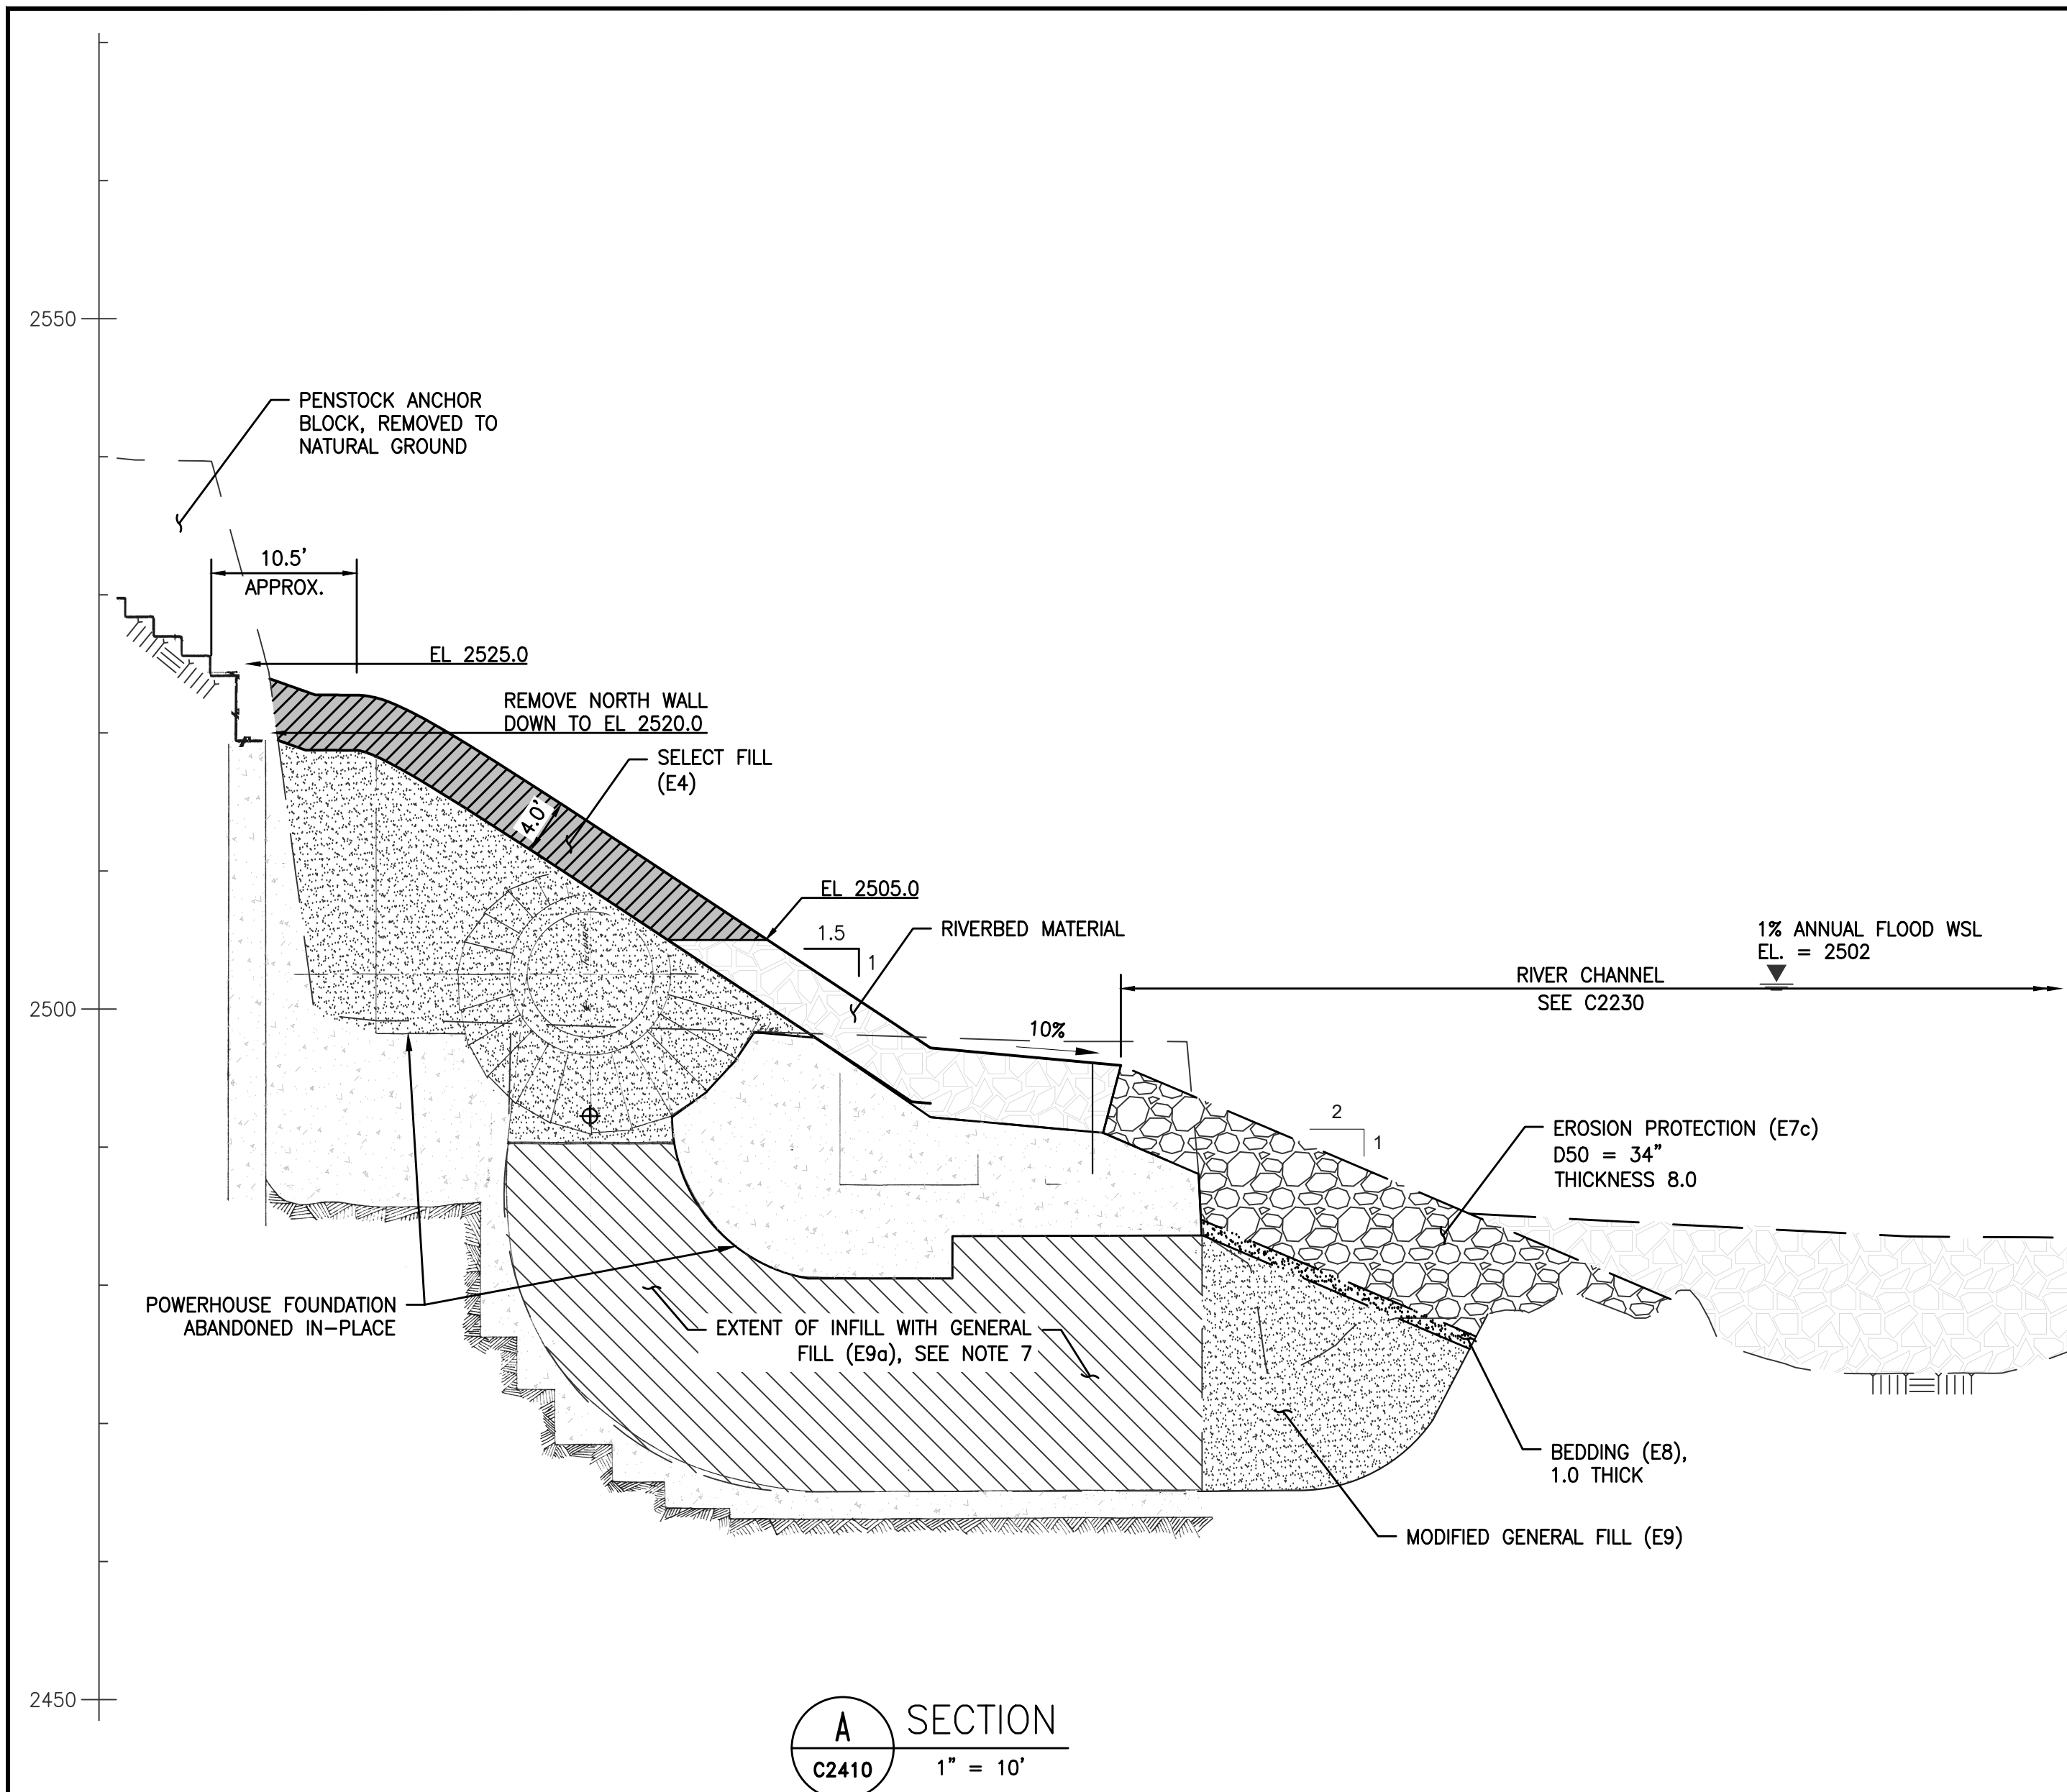 2550
PENSTOCK ANCHOR
BLOCK, REMOVED TO
NATURAL GROUND
10.5'
APPROX.
EL 2525.0
REMOVE NORTH WALL
DOWN TO EL 2520.0
SELECT FILL
(E4)
4.0'
EL 2505.0
1.5
1
RIVERBED MATERIAL
1% ANNUAL FLOOD WSL
EL. = 2502
RIVER CHANNEL
SEE C2230
2500
10%
2
1
EROSION PROTECTION (E7c)
D50 = 34"
THICKNESS 8.0
POWERHOUSE FOUNDATION
ABANDONED IN-PLACE
EXTENT OF INFILL WITH GENERAL
FILL (E9a), SEE NOTE 7
BEDDING (E8),
1.0 THICK
MODIFIED GENERAL FILL (E9)
2450
A
C2410
SECTION
1" = 10'